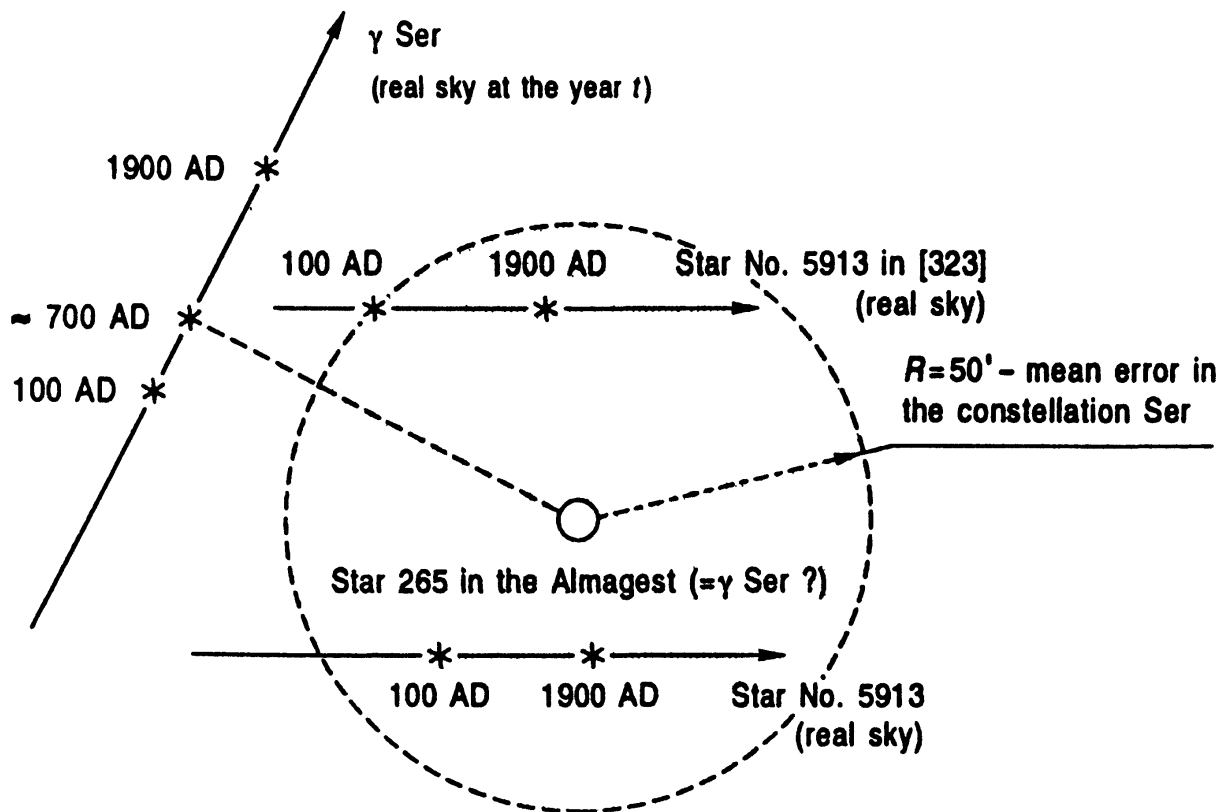 γ Ser
(real sky at the year t)
1900 AD
100 AD
1900 AD
Star No. 5913 in [323]
(real sky)
≈ 700 AD
100 AD
R=50' – mean error in
the constellation Ser
Star 265 in the Almagest (=γ Ser ?)
100 AD
1900 AD
Star No. 5913
(real sky)